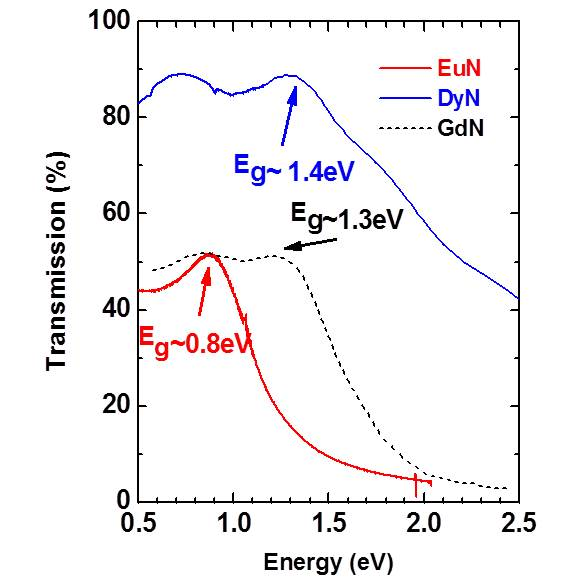 100
80
60
40
20
0
Transmission (%)
EuN
DyN
GdN
Eg~ 1.4eV
Eg~1.3eV
Eg~0.8eV
0.5 1.0 1.5 2.0 2.5
Energy (eV)